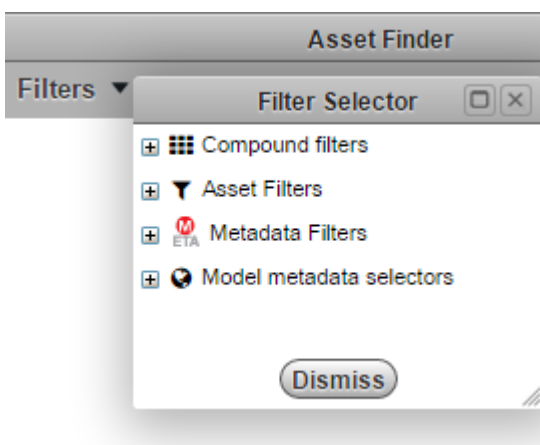 Asset Finder
Filters
Filter Selector
Compound filters
Asset Filters
M
ETA
Metadata Filters
Model metadata selectors
Dismiss